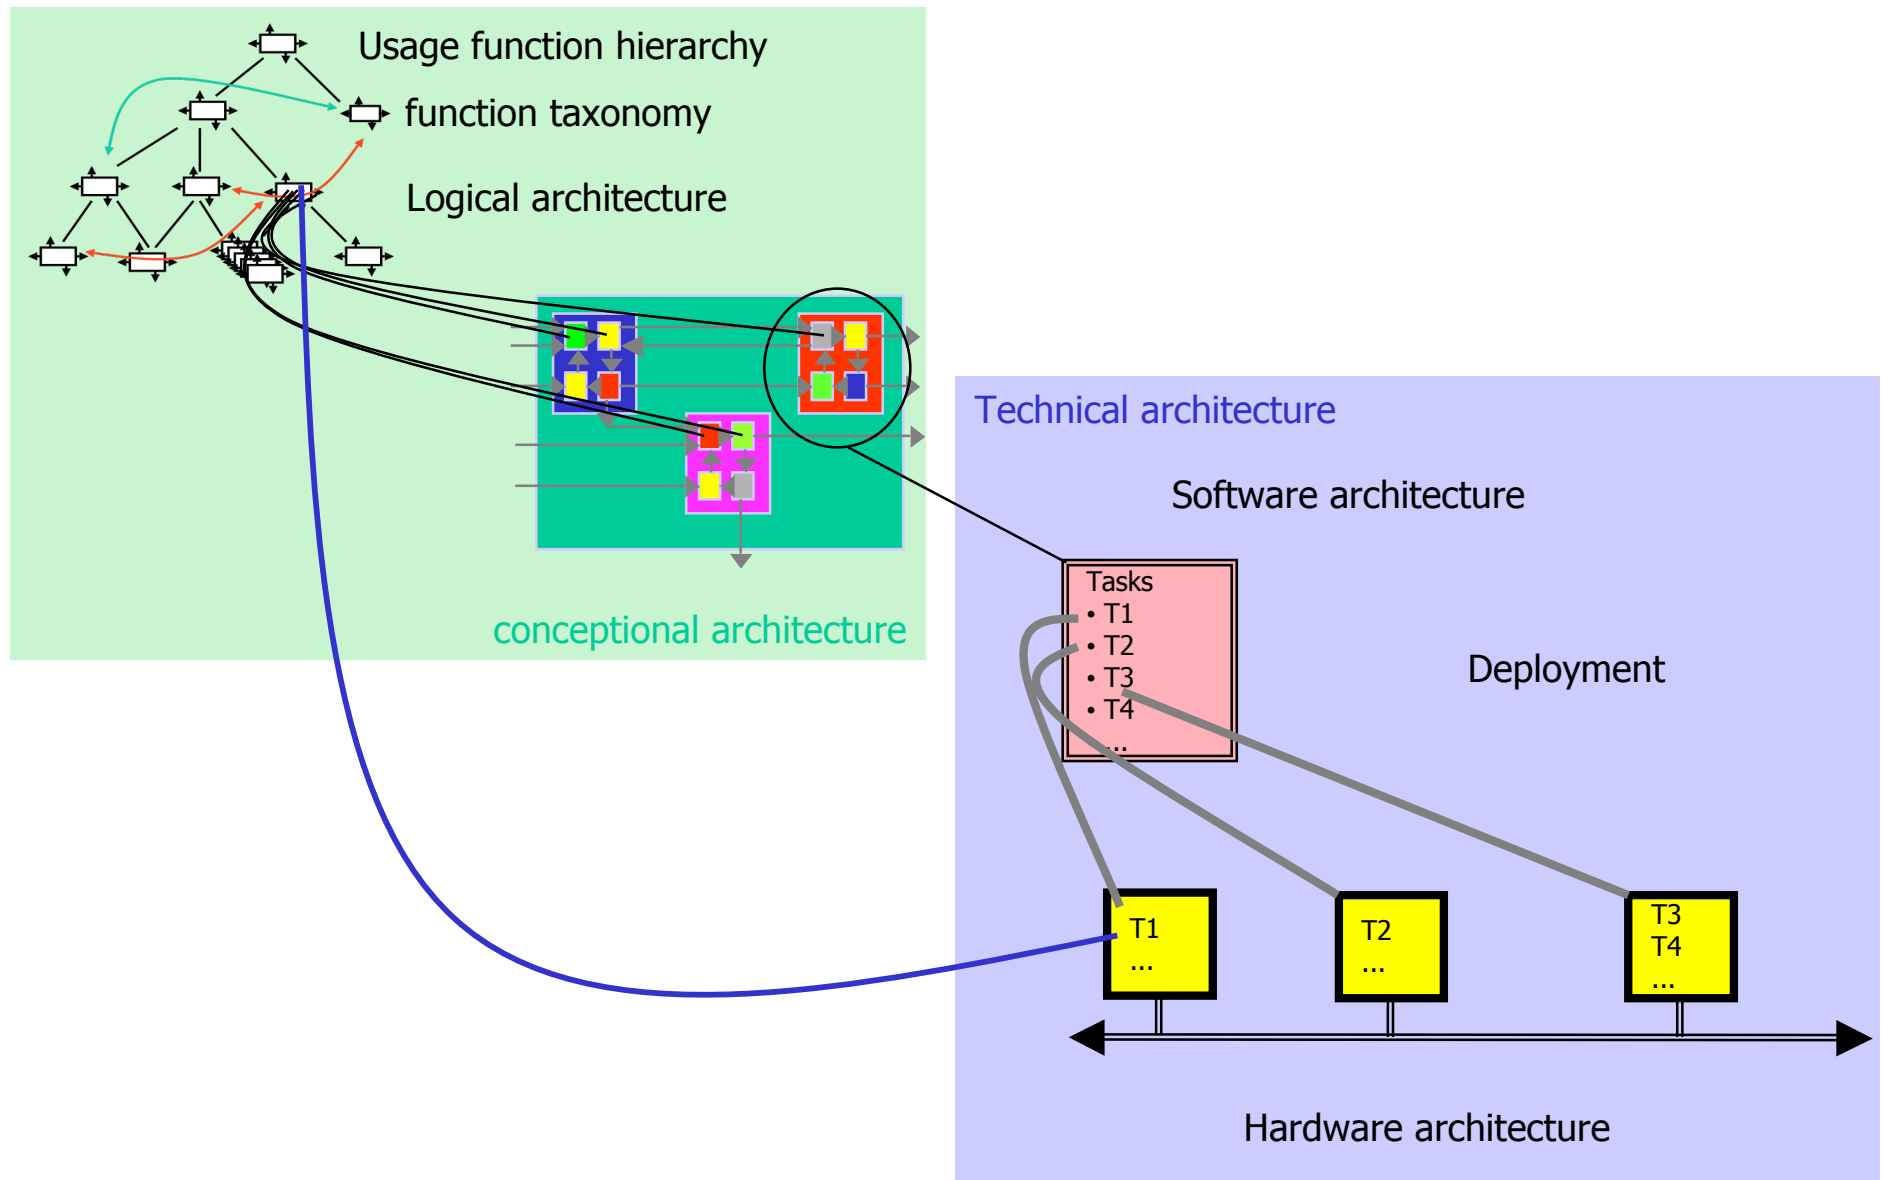 Usage function hierarchy
function taxonomy
Logical architecture
conceptional architecture
Technical architecture
Software architecture
Tasks
• T1
• T2
• T3
• T4
...
Deployment
T1
...
T2
...
T3
T4
...
Hardware architecture